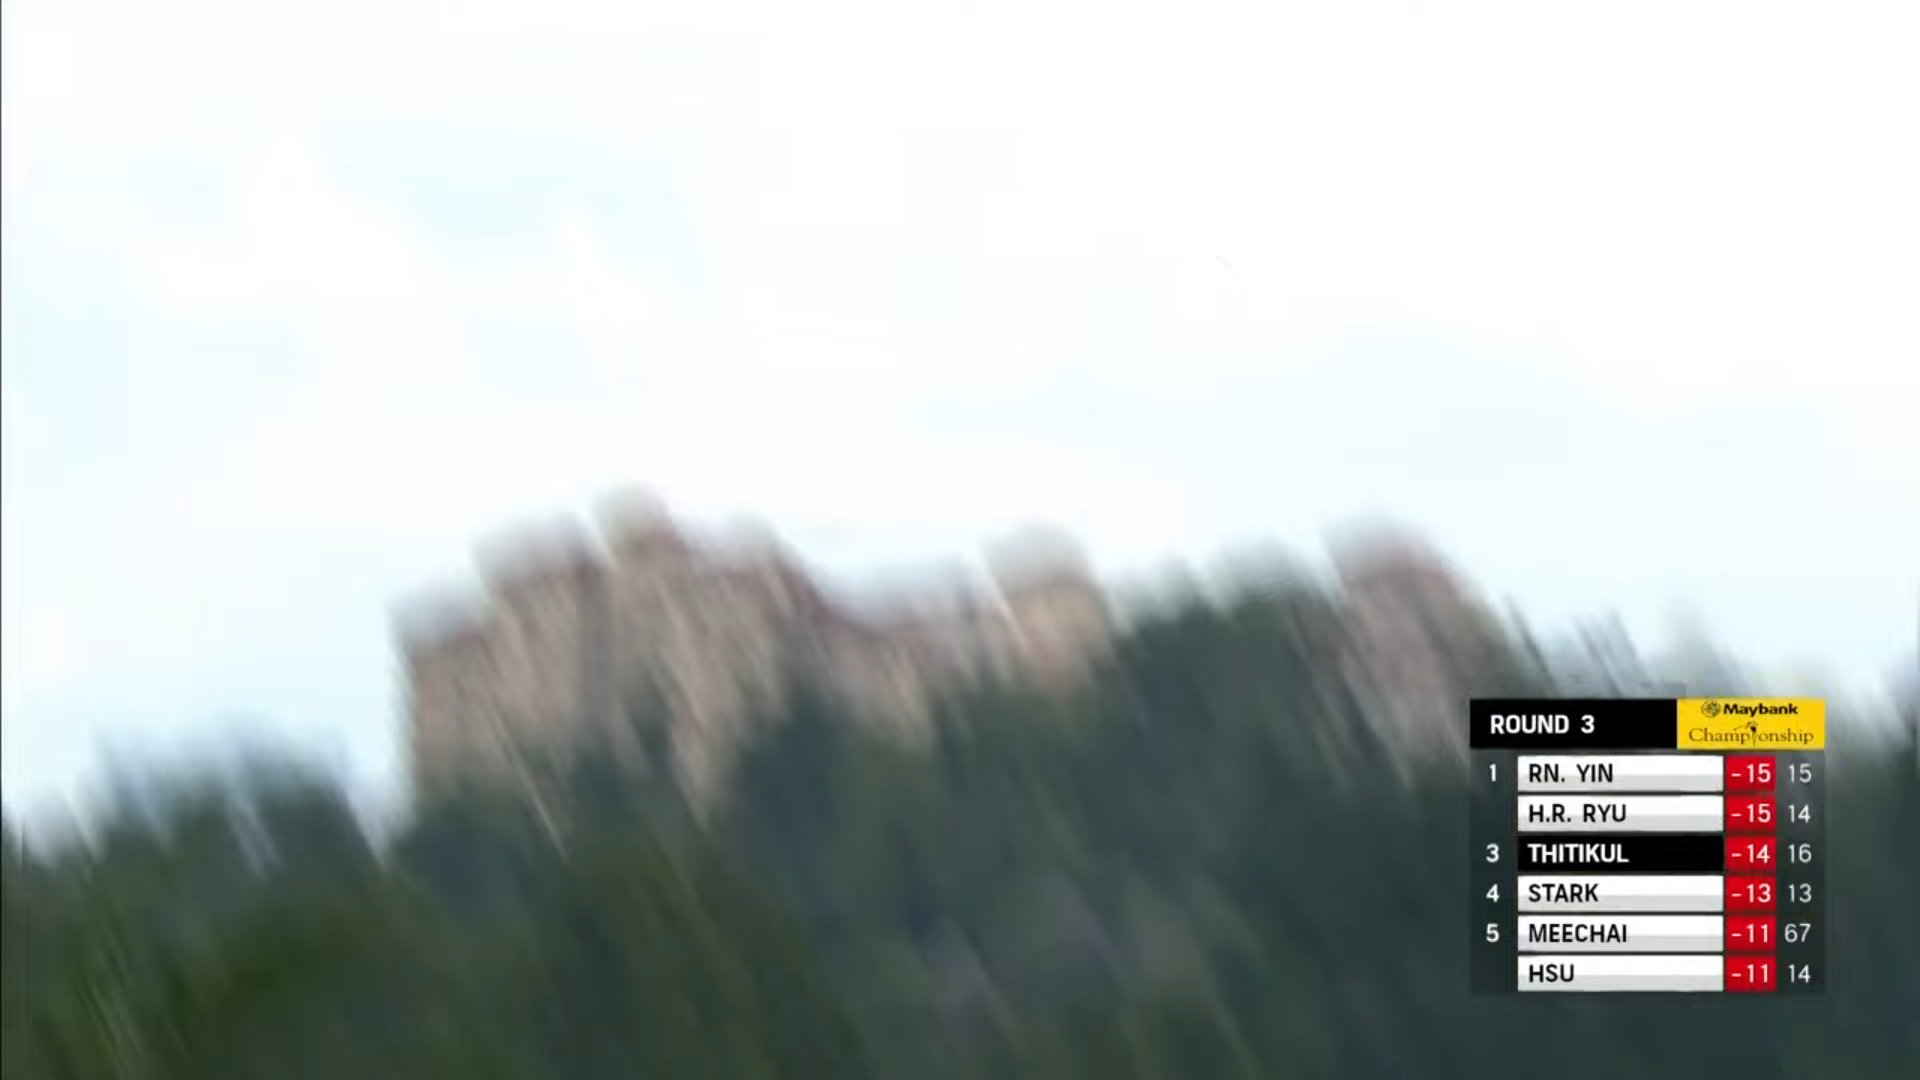 ROUND 3 Maybank
Championship
1 RN. YIN -15 15
H.R. RYU -15 14
3 THITIKUL -14 16
4 STARK -13 13
5 MEECHAI -11 67
HSU -11 14